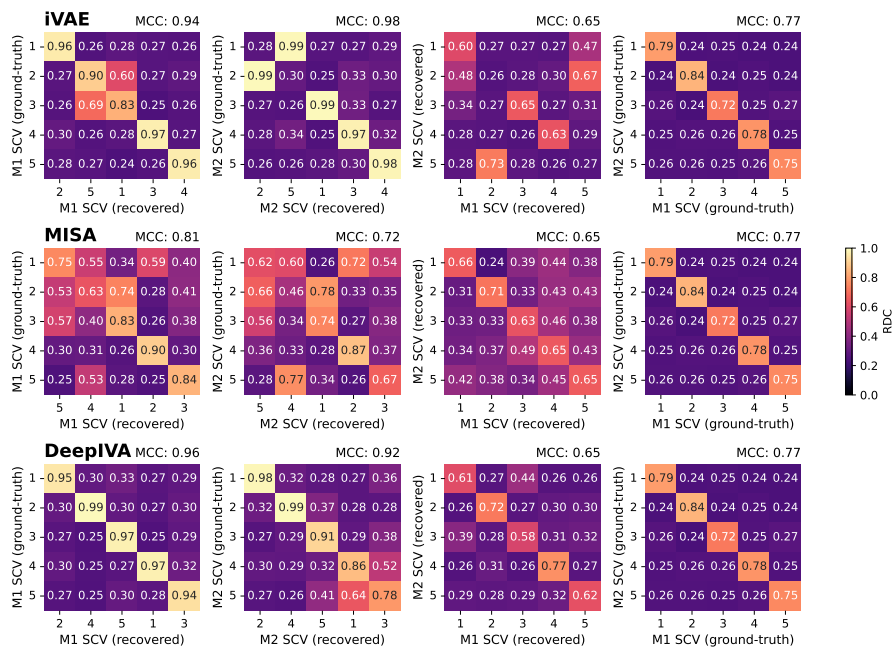 iVAE MCC: 0.94 MCC: 0.98 MCC: 0.65 MCC: 0.77
M1 SCV (ground-truth)
1 0.96 0.26 0.28 0.27 0.26
2 0.27 0.90 0.60 0.27 0.29
3 0.26 0.69 0.83 0.25 0.26
4 0.30 0.26 0.28 0.97 0.27
5 0.28 0.27 0.24 0.26 0.96
2 5 1 3 4
M1 SCV (recovered)
M2 SCV (ground-truth)
1 0.28 0.99 0.27 0.27 0.29
2 0.99 0.30 0.25 0.33 0.30
3 0.27 0.26 0.99 0.33 0.27
4 0.28 0.34 0.25 0.97 0.32
5 0.26 0.26 0.28 0.30 0.98
2 5 1 3 4
M2 SCV (recovered)
M2 SCV (recovered)
1 0.60 0.27 0.27 0.27 0.47
2 0.48 0.26 0.28 0.30 0.67
3 0.34 0.27 0.65 0.27 0.31
4 0.28 0.27 0.26 0.63 0.29
5 0.28 0.73 0.28 0.26 0.27
1 2 3 4 5
M1 SCV (recovered)
M2 SCV (ground-truth)
1 0.79 0.24 0.25 0.24 0.24
2 0.24 0.84 0.24 0.24 0.24
3 0.26 0.24 0.72 0.26 0.27
4 0.25 0.26 0.26 0.78 0.25
5 0.26 0.26 0.25 0.26 0.75
1 2 3 4 5
M1 SCV (ground-truth)
MISA MCC: 0.81 MCC: 0.72 MCC: 0.65 MCC: 0.77
M1 SCV (ground-truth)
1 0.75 0.55 0.34 0.59 0.40
2 0.53 0.63 0.74 0.28 0.41
3 0.57 0.40 0.83 0.26 0.38
4 0.30 0.31 0.26 0.90 0.30
5 0.25 0.53 0.28 0.25 0.84
5 4 1 2 3
M1 SCV (recovered)
M2 SCV (ground-truth)
1 0.62 0.60 0.26 0.72 0.54
2 0.66 0.46 0.78 0.33 0.35
3 0.56 0.34 0.74 0.27 0.38
4 0.36 0.33 0.28 0.87 0.37
5 0.28 0.77 0.34 0.26 0.67
5 4 1 2 3
M2 SCV (recovered)
M2 SCV (recovered)
1 0.66 0.24 0.39 0.44 0.38
2 0.31 0.71 0.33 0.43 0.43
3 0.33 0.33 0.63 0.46 0.38
4 0.34 0.37 0.49 0.65 0.43
5 0.42 0.38 0.34 0.45 0.65
1 2 3 4 5
M1 SCV (recovered)
M2 SCV (ground-truth)
1 0.79 0.24 0.25 0.24 0.24
2 0.24 0.84 0.24 0.24 0.24
3 0.26 0.24 0.72 0.26 0.27
4 0.25 0.26 0.26 0.78 0.25
5 0.26 0.26 0.25 0.26 0.75
1 2 3 4 5
M1 SCV (ground-truth)
1.0
0.8
0.6
0.4
0.2
0.0
RDC
DeepIVA MCC: 0.96 MCC: 0.92 MCC: 0.65 MCC: 0.77
M1 SCV (ground-truth)
1 0.95 0.30 0.33 0.27 0.29
2 0.44 0.99 0.30 0.27 0.30
3 0.27 0.30 0.97 0.25 0.29
4 0.30 0.25 0.27 0.97 0.32
5 0.27 0.25 0.30 0.28 0.94
2 4 5 1 3
M1 SCV (recovered)
M2 SCV (ground-truth)
1 0.98 0.32 0.28 0.27 0.36
2 0.32 0.99 0.37 0.28 0.28
3 0.27 0.29 0.91 0.29 0.38
4 0.30 0.29 0.32 0.86 0.52
5 0.27 0.26 0.41 0.64 0.78
2 4 5 1 3
M2 SCV (recovered)
M2 SCV (recovered)
1 0.61 0.27 0.44 0.26 0.26
2 0.27 0.72 0.27 0.30 0.30
3 0.39 0.28 0.58 0.31 0.32
4 0.26 0.31 0.26 0.77 0.27
5 0.29 0.28 0.29 0.32 0.62
1 2 3 4 5
M1 SCV (recovered)
M2 SCV (ground-truth)
1 0.79 0.24 0.25 0.24 0.24
2 0.24 0.84 0.24 0.24 0.24
3 0.26 0.24 0.72 0.26 0.27
4 0.25 0.26 0.26 0.78 0.25
5 0.26 0.26 0.25 0.26 0.75
1 2 3 4 5
M1 SCV (ground-truth)